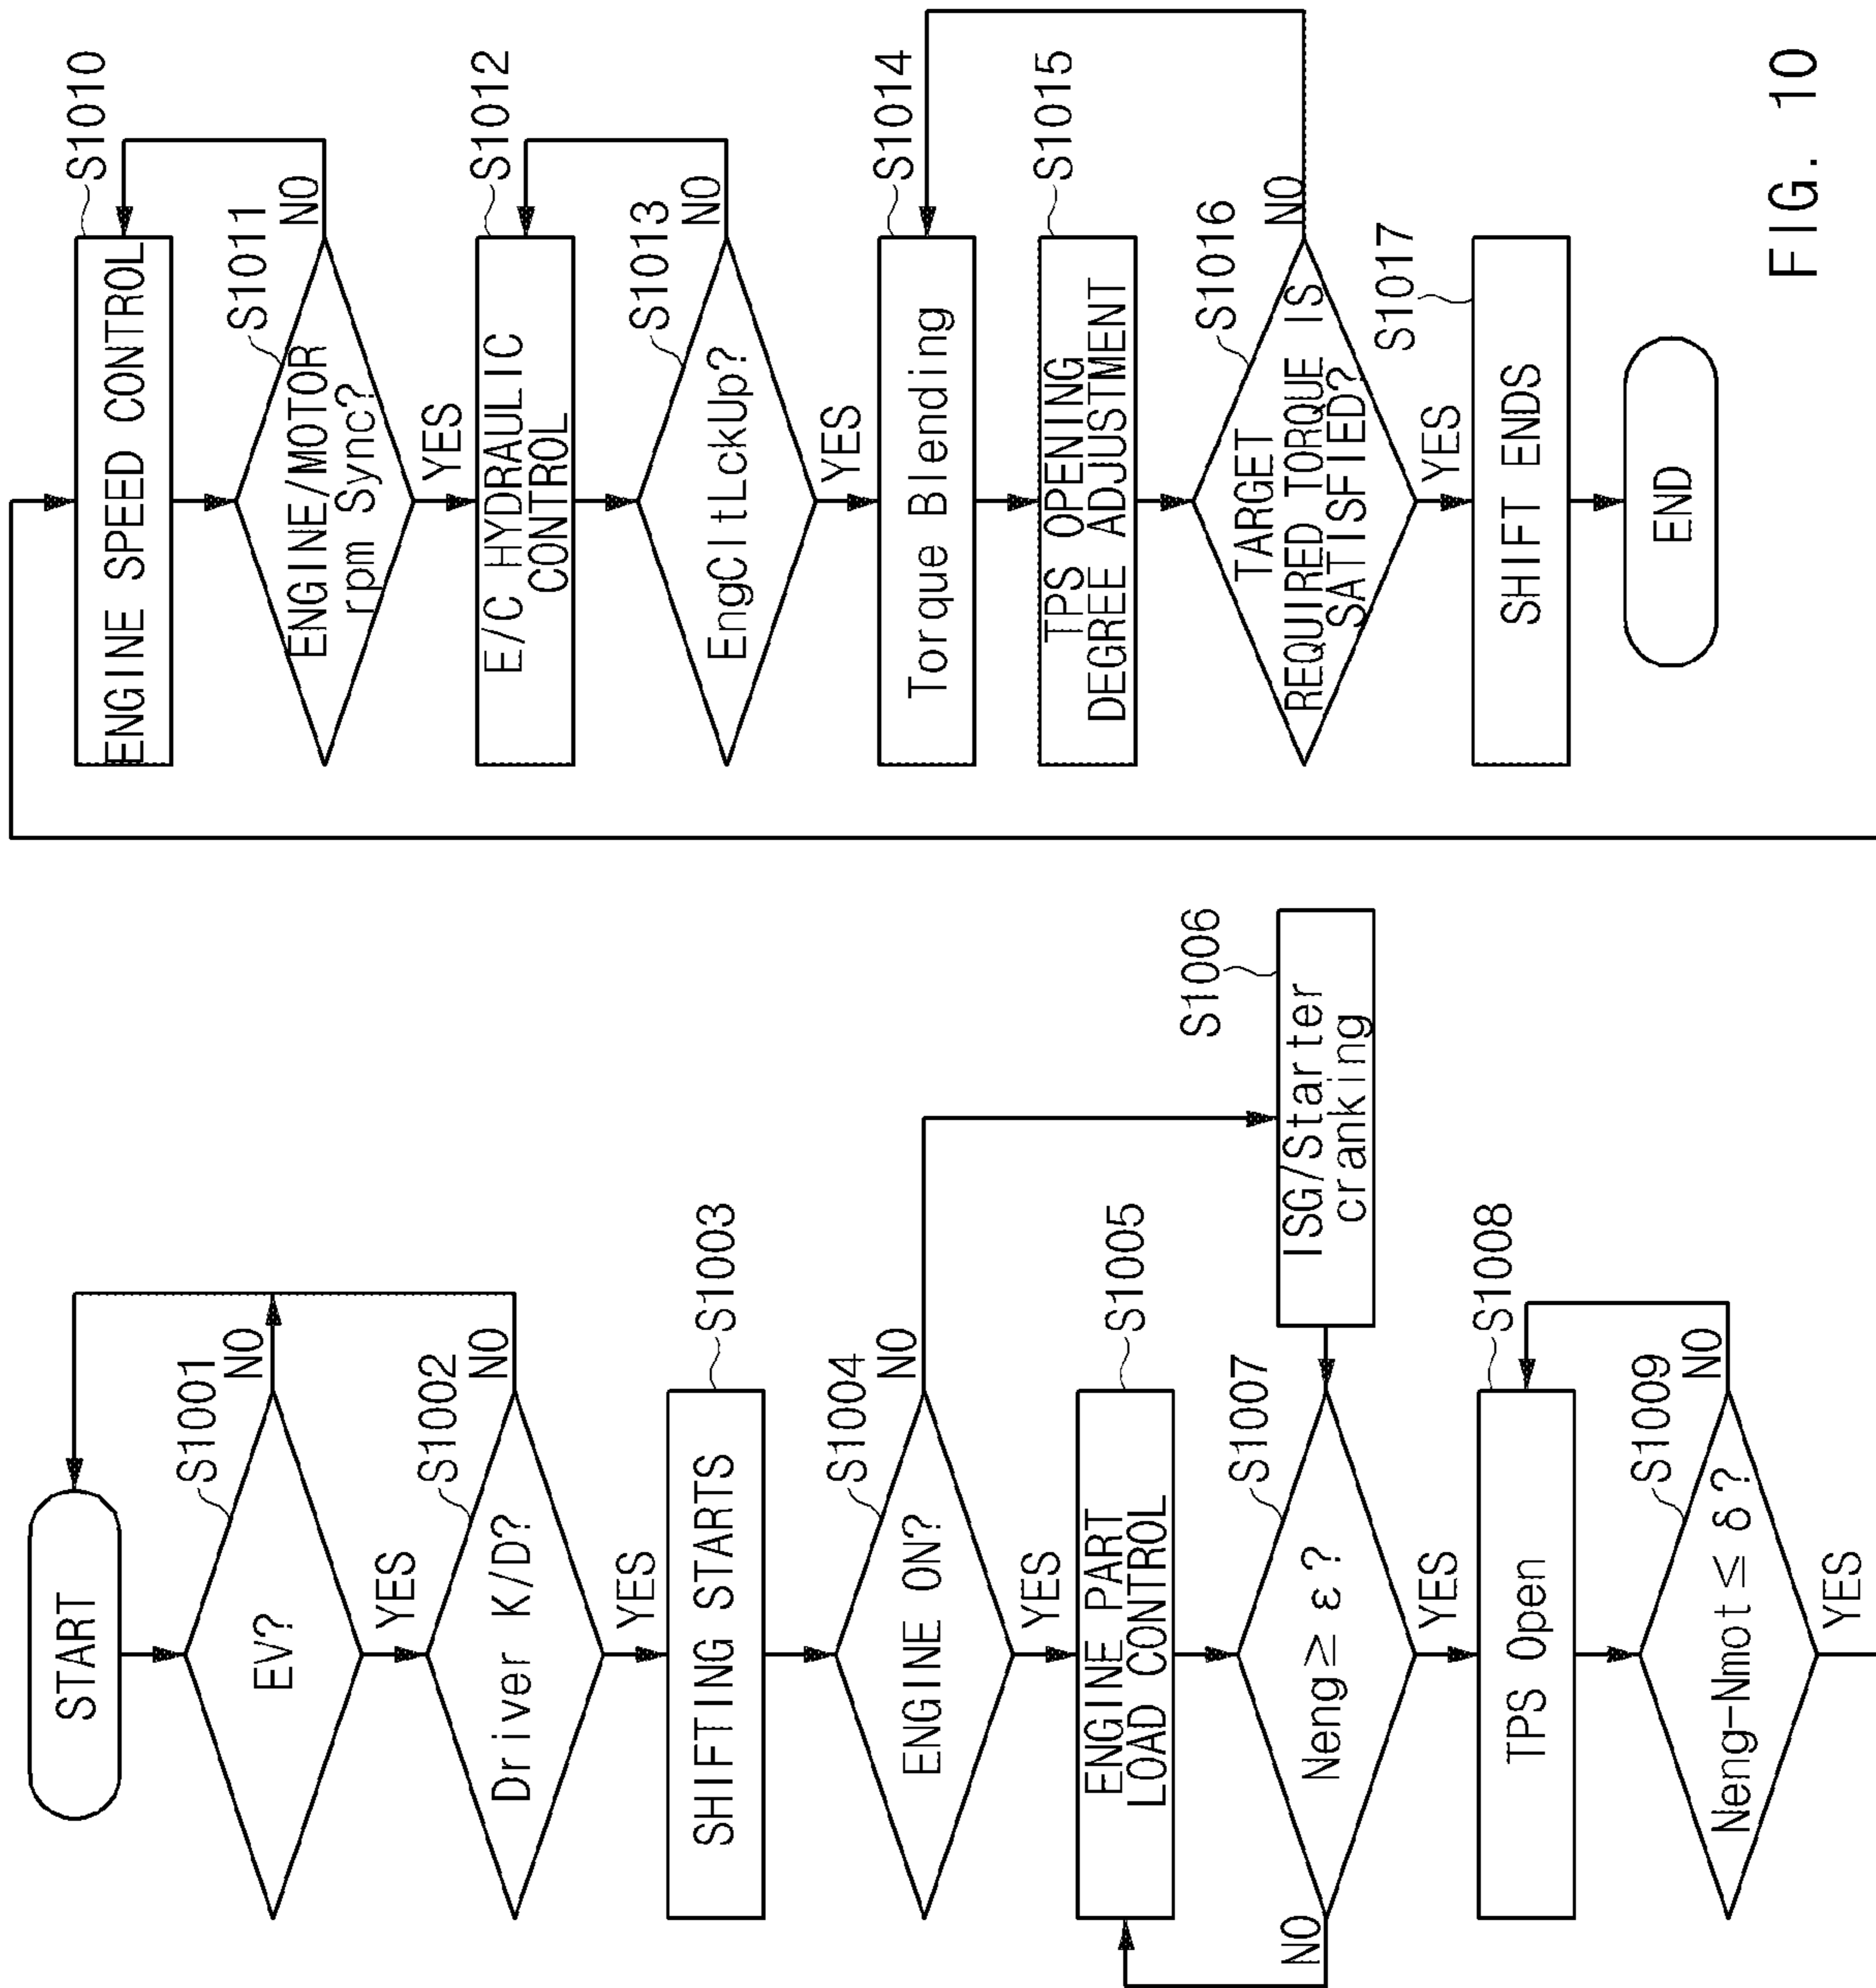 START
S1001
EV?
NO
YES
S1002
Driver K/D?
NO
YES
S1003
SHIFTING STARTS
S1004
ENGINE ON?
NO
YES
S1005
ENGINE PART
LOAD CONTROL
S1006
ISG/Starter
cranking
S1007
Neng≥ε?
NO
YES
S1008
TPS Open
S1009
Neng-Nmot≤δ?
NO
YES
S1010
ENGINE SPEED CONTROL
S1011
ENGINE/MOTOR
rpm Sync?
NO
YES
S1012
E/C HYDRAULIC
CONTROL
S1013
EngCltLckUp?
NO
YES
S1014
Torque Blending
S1015
TPS OPENING
DEGREE ADJUSTMENT
S1016
TARGET
REQUIRED TORQUE IS
SATISFIED?
NO
YES
S1017
SHIFT ENDS
END
FIG. 10